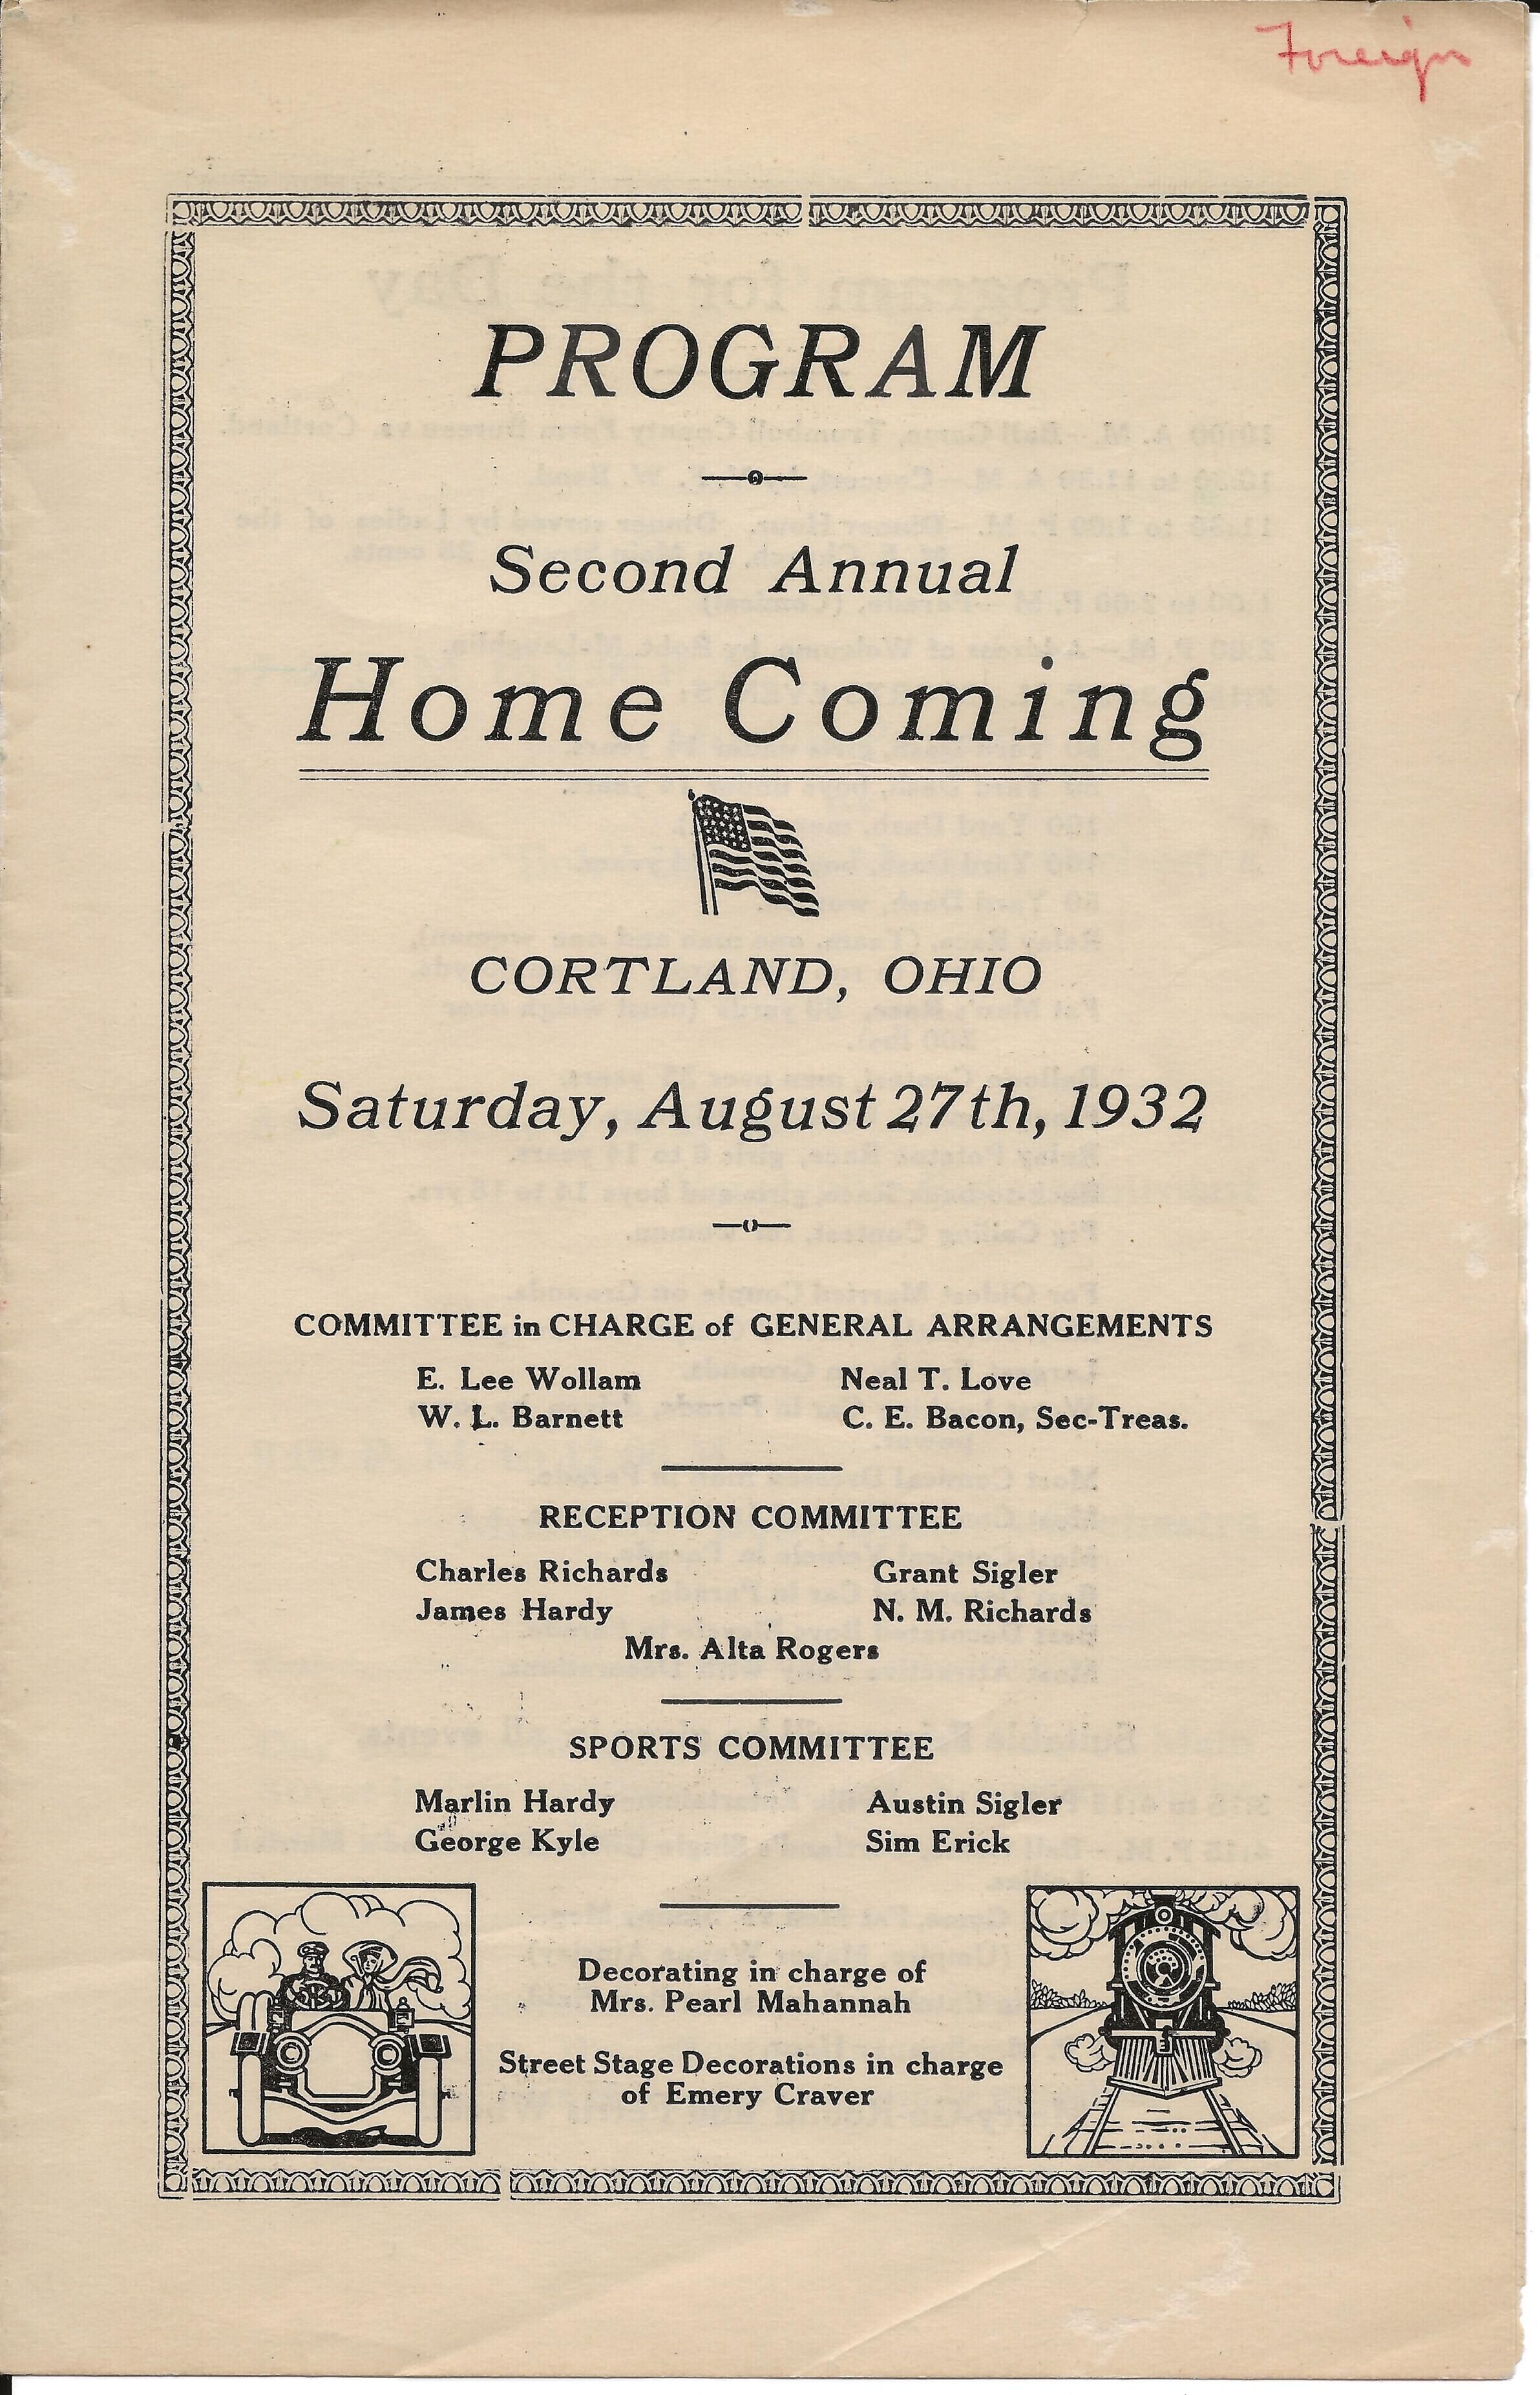 Foreign
PROGRAM
Second Annual
Home Coming
CORTLAND, OHIO
Saturday, August 27th, 1932
COMMITTEE in CHARGE of GENERAL ARRANGEMENTS
E. Lee Wollam Neal T. Love
W. L. Barnett C. E. Bacon, Sec-Treas.
RECEPTION COMMITTEE
Charles Richards Grant Sigler
James Hardy N. M. Richards
Mrs. Alta Rogers
SPORTS COMMITTEE
Marlin Hardy Austin Sigler
George Kyle Sim Erick
Decorating in charge of
Mrs. Pearl Mahannah
Street Stage Decorations in charge
of Emery Craver